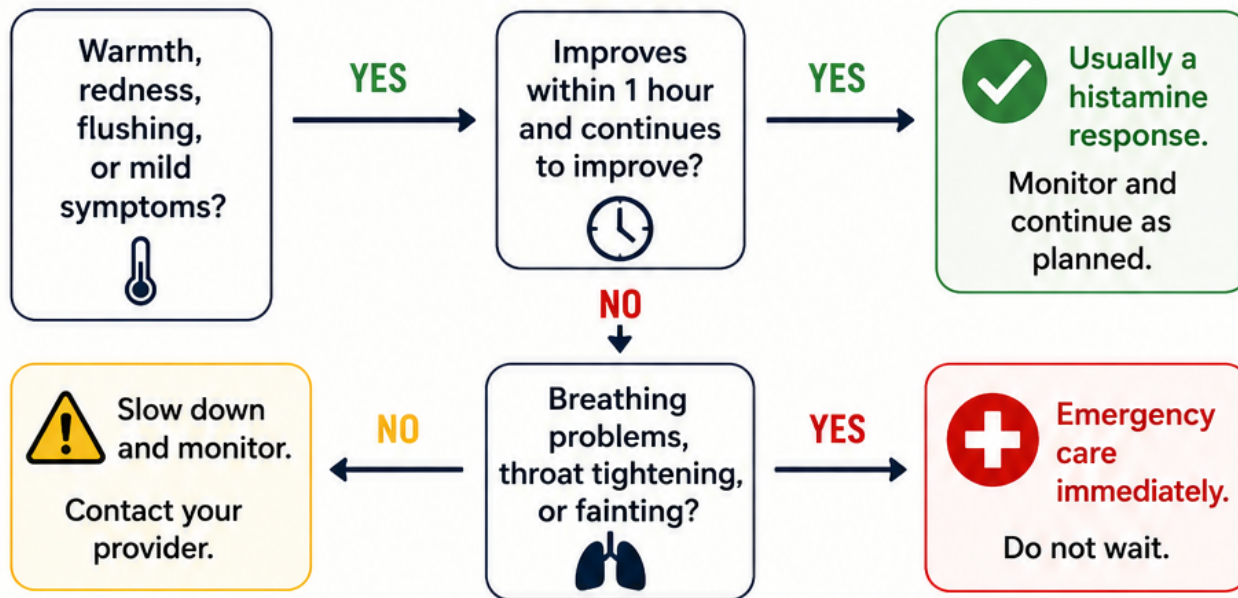 Warmth,
redness,
flushing,
or mild
symptoms?
YES
Improves
within 1 hour
and continues
to improve?
YES
Usually a
histamine
response.
Monitor and
continue as
planned.
NO
Slow down
and monitor.
Contact your
provider.
NO
Breathing
problems,
throat tightening,
or fainting?
YES
Emergency
care
immediately.
Do not wait.